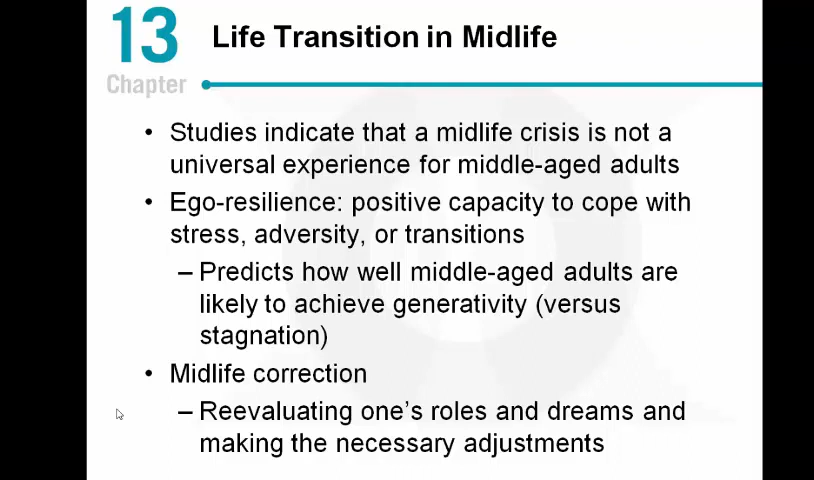 13
Chapter
Life Transition in Midlife
• Studies indicate that a midlife crisis is not a
universal experience for middle-aged adults
• Ego-resilience: positive capacity to cope with
stress, adversity, or transitions
– Predicts how well middle-aged adults are
likely to achieve generativity (versus
stagnation)
• Midlife correction
– Reevaluating one’s roles and dreams and
making the necessary adjustments